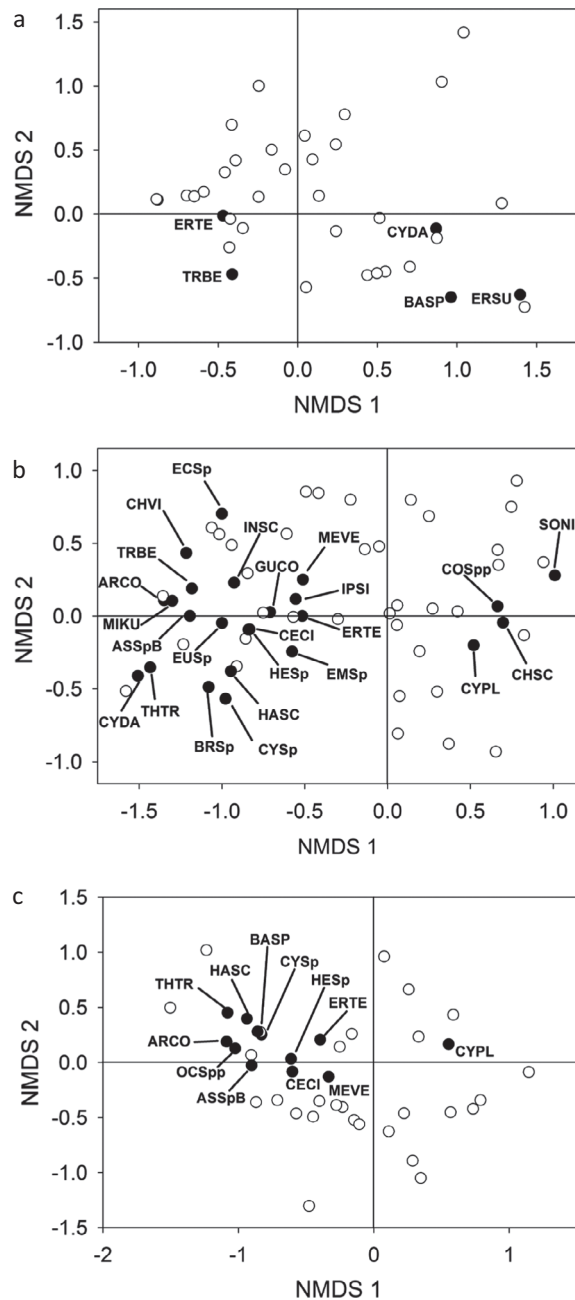 a
1.5
1.0
0.5
0.0
-0.5
-1.0
NMDS 2
ERTE
TRBE
CYDA
BASP
ERSU
-1.0 -0.5 0.0 0.5 1.0 1.5
NMDS 1
b
1.0
0.5
0.0
-0.5
-1.0
NMDS 2
ECSp
CHVI
INSC
MEVE
TRBE
GUCO
IPSI
SONI
ARCO
COSpp
MIKU
ASSpB
CECI
ERTE
EUSp
HESp
EMSp
CHSC
CYPL
CYDA
THTR
HASC
BRSp
CYSp
-1.5 -1.0 -0.5 0.0 0.5 1.0
NMDS 1
c
1.5
1.0
0.5
0.0
-0.5
-1.0
-1.5
NMDS 2
BASP
CYSp
HASC
HESp
THTR
ERTE
ARCO
CYPL
OCSpp
CECI
MEVE
ASSpB
-2 -1 0 1
NMDS 1